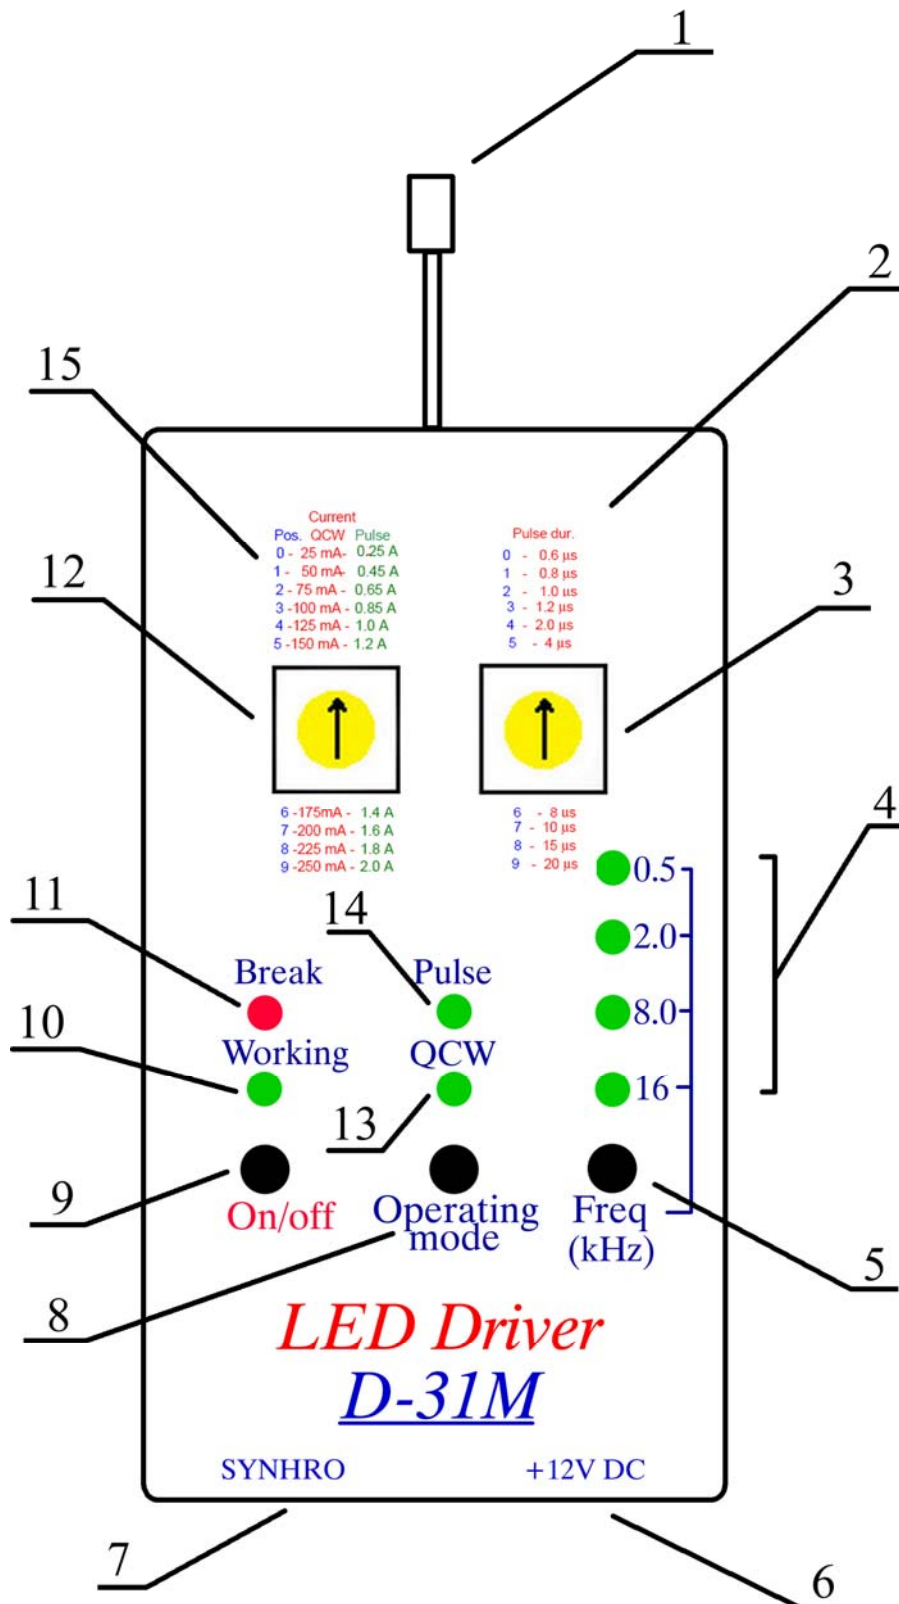 1
2
15
Current
Pos. QCW Pulse
0 - 25 mA- 0.25 A
1 - 50 mA- 0.45 A
2 - 75 mA - 0.65 A
3 -100 mA - 0.85 A
4 -125 mA - 1.0 A
5 -150 mA - 1.2 A
Pulse dur.
0 - 0.6 µs
1 - 0.8 µs
2 - 1.0 µs
3 - 1.2 µs
4 - 2.0 µs
5 - 4 µs
12
3
6 -175mA - 1.4 A
7 -200 mA - 1.6 A
8 -225 mA - 1.8 A
9 -250 mA - 2.0 A
6 - 8 µs
7 - 10 µs
8 - 15 µs
9 - 20 µs
4
0.5
2.0
8.0
16
11
14
Break
Pulse
10
Working
QCW
13
9
On/off
Operating
mode
Freq
(kHz)
5
8
LED Driver
D-31M
SYNHRO
+12V DC
7
6